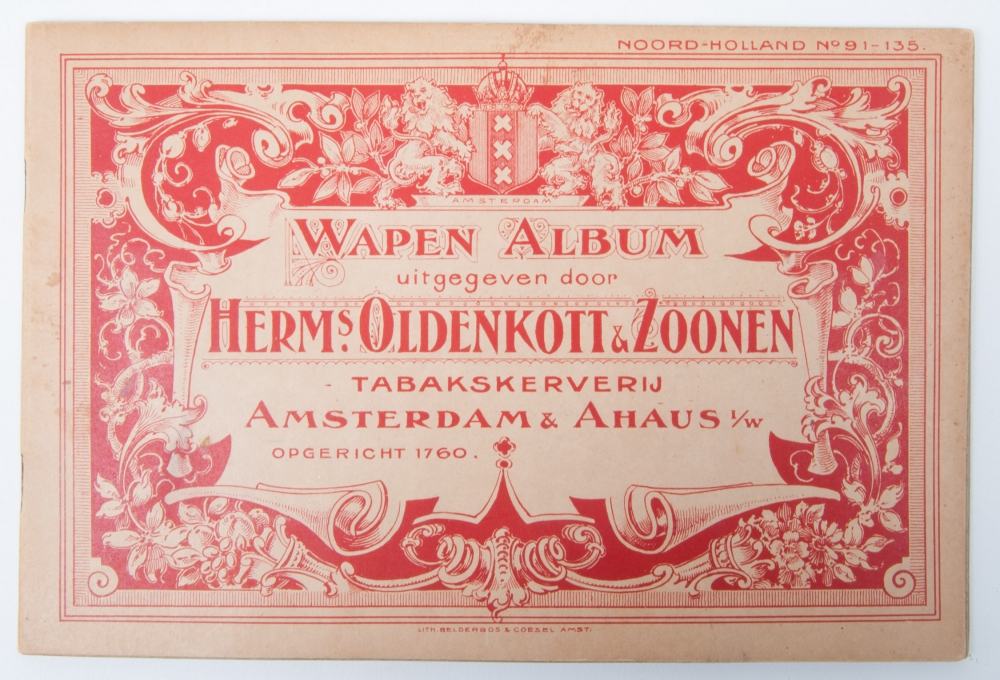 NOORD-HOLLAND Nº 91-135.
AMSTERDAM
WAPEN ALBUM
uitgegeven door
HERMS. OLDENKOTT & ZOONEN
- TABAKSKERVERIJ
AMSTERDAM & AHAUS i/w
OPGERICHT 1760.
LITH. BELDERBOS & COESEL AMST.